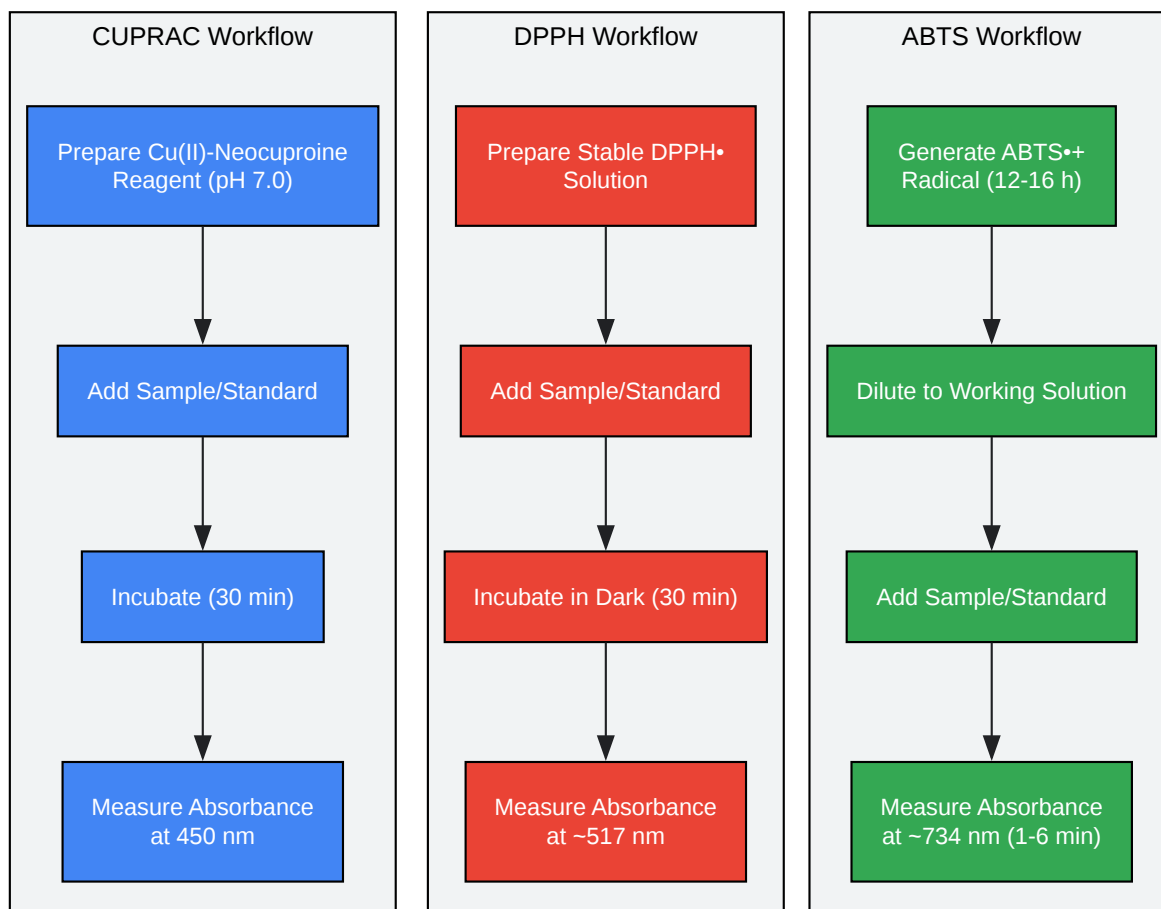 CUPRAC Workflow
Prepare Cu(II)-Neocuproine
Reagent (pH 7.0)
Add Sample/Standard
Incubate (30 min)
Measure Absorbance
at 450 nm
DPPH Workflow
Prepare Stable DPPH•
Solution
Add Sample/Standard
Incubate in Dark (30 min)
Measure Absorbance
at ~517 nm
ABTS Workflow
Generate ABTS•+
Radical (12-16 h)
Dilute to Working Solution
Add Sample/Standard
Measure Absorbance
at ~734 nm (1-6 min)